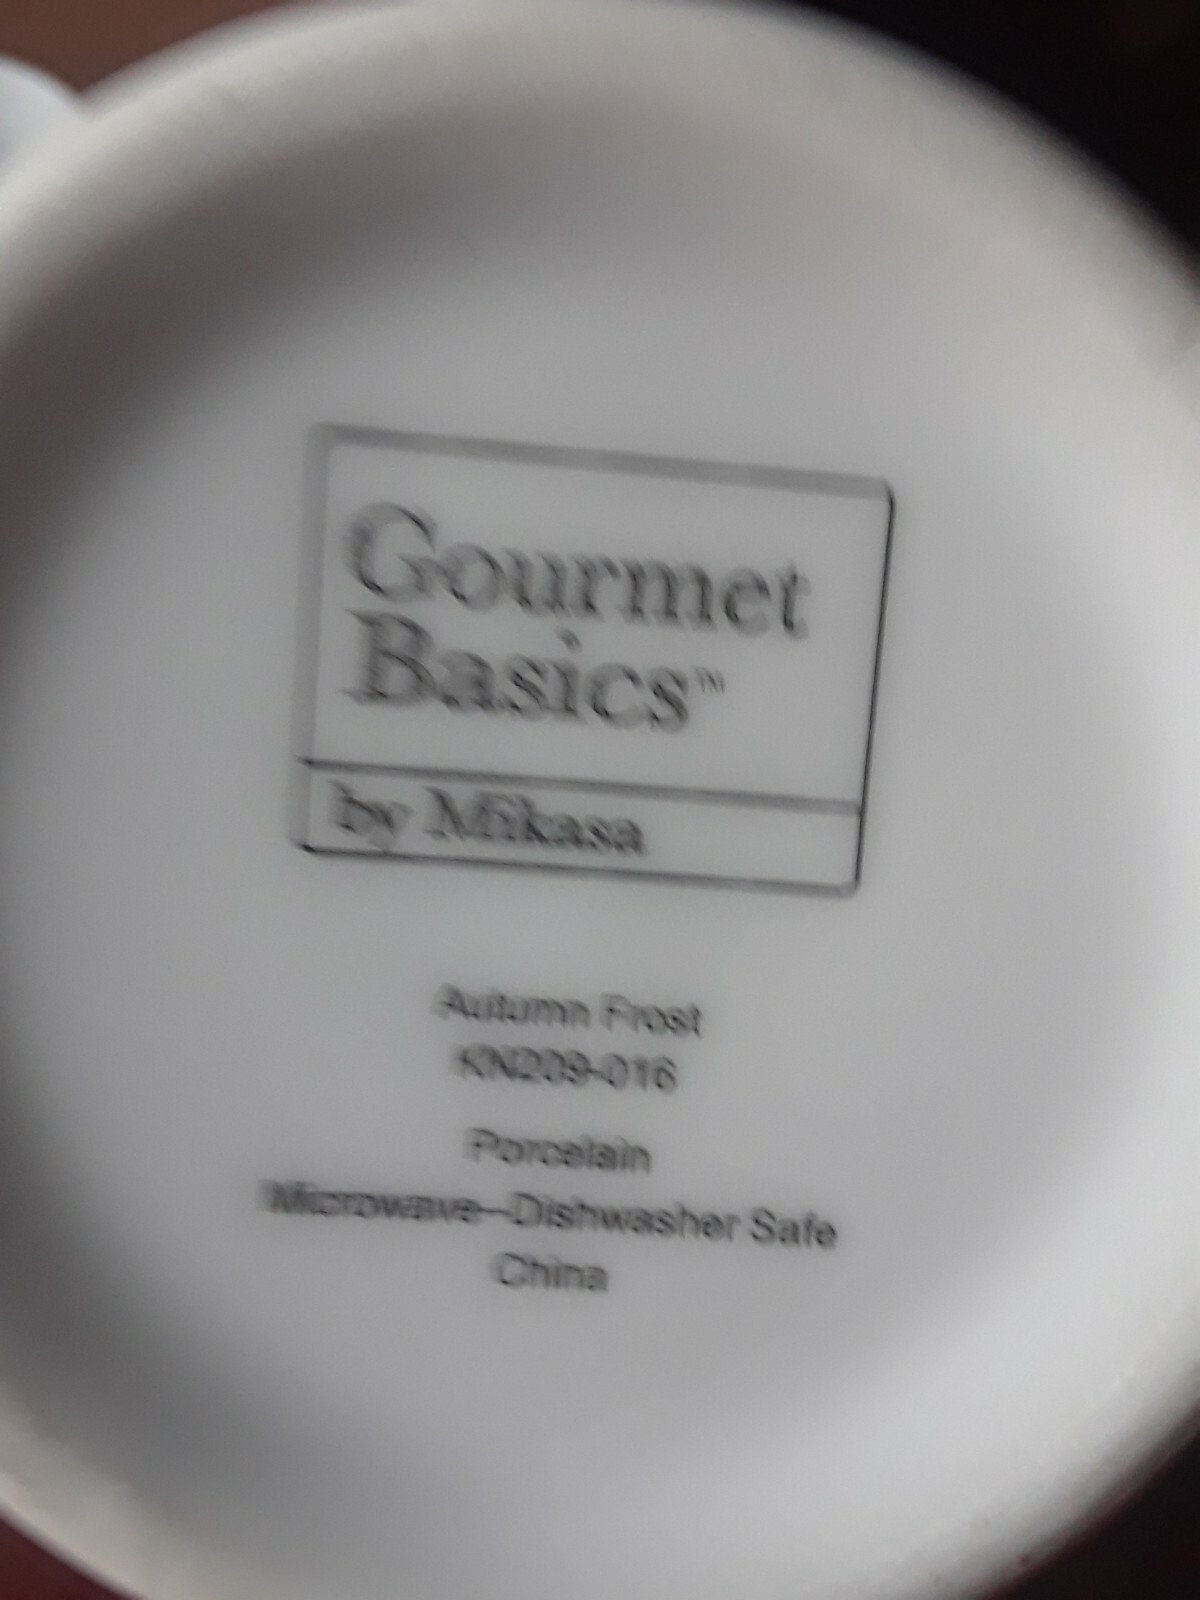 Gourmet
Basics™
by Mikasa
Autumn Frost
KN209-016
Porcelain
Microwave–Dishwasher Safe
China